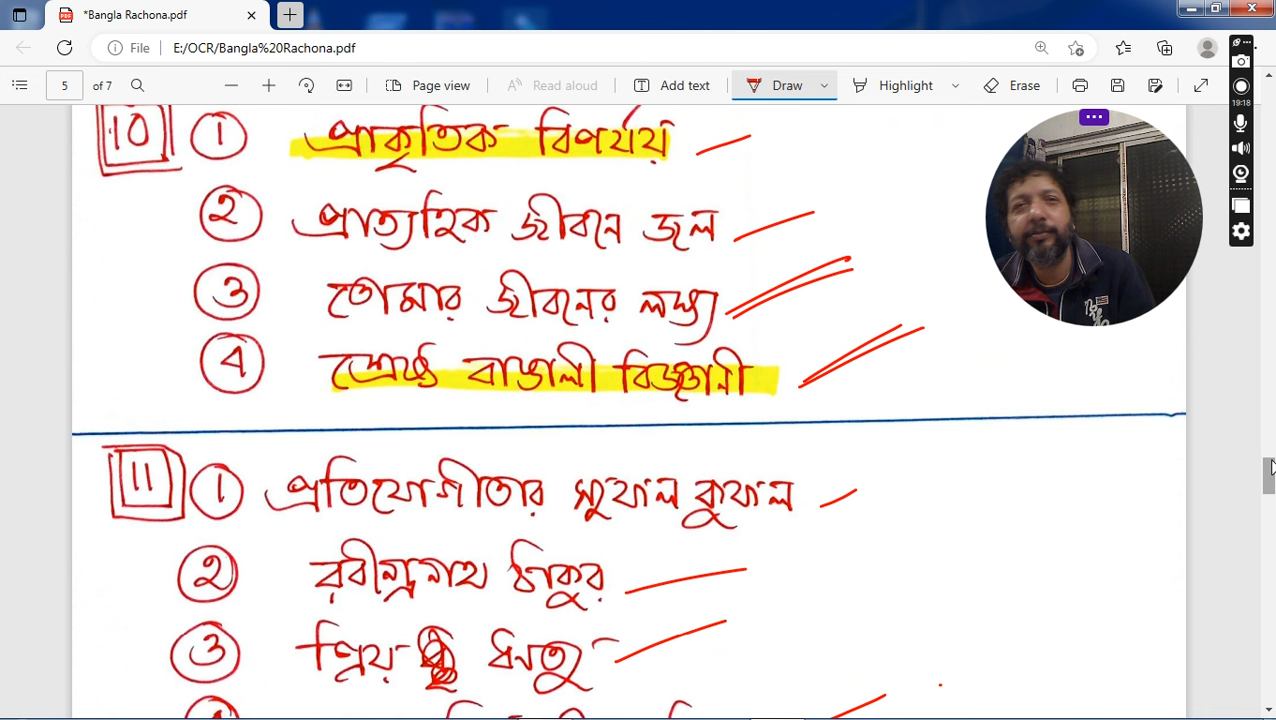 *Bangla Rachona.pdf
File E:/OCR/Bangla%20Rachona.pdf
5 of 7 Page view Read aloud Add text Draw Highlight Erase
19:18
10 ১ প্রাকৃতিক বিপর্যয়
২ প্রাত্যহিক জীবনে জল
৩ তোমার জীবনের লক্ষ্য
৪ শ্রেষ্ঠ বাঙালী বিজ্ঞানী
11 ১ প্রতিযোগীতার সুফল কুফল
২ রবীন্দ্রনাথ ঠাকুর
৩ প্রিয় ঋতু